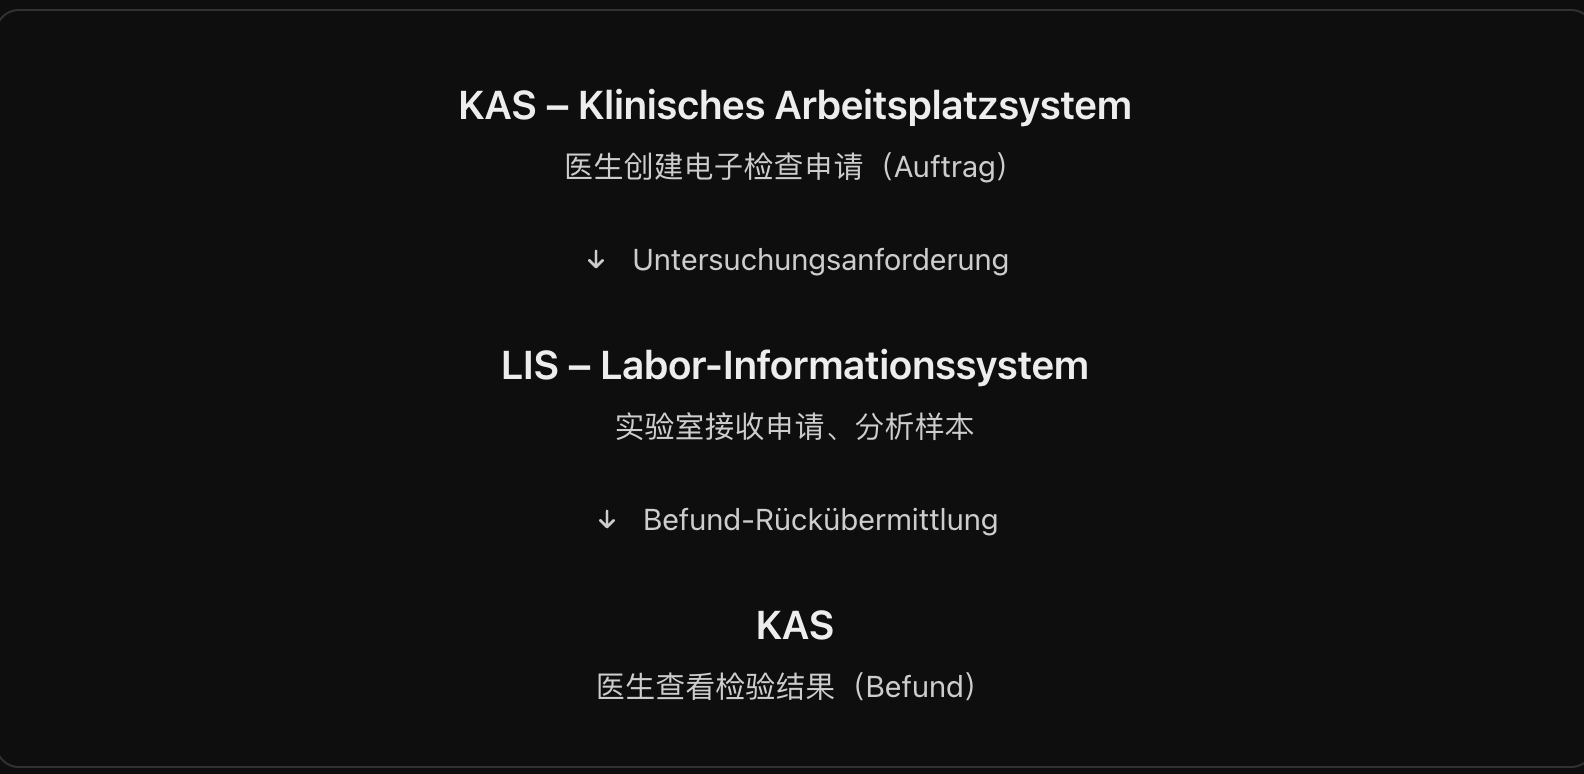 KAS – Klinisches Arbeitsplatzsystem
医生创建电子检查申请（Auftrag）
↓ Untersuchungsanforderung
LIS – Labor-Informationssystem
实验室接收申请、分析样本
↓ Befund-Rückübermittlung
KAS
医生查看检验结果（Befund）